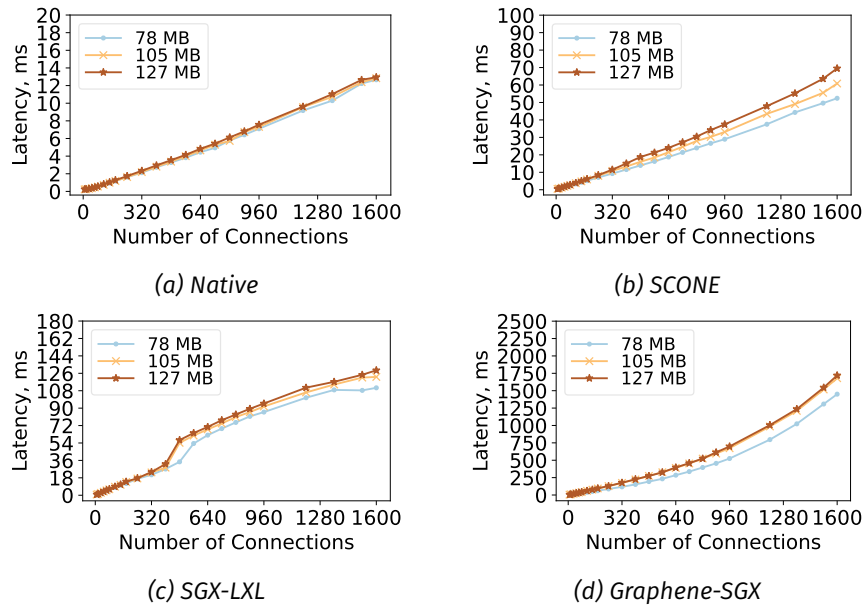 20
18
16
14
12
10
8
6
4
2
0
Latency, ms
78 MB
105 MB
127 MB
0 320 640 960 1280 1600
Number of Connections
(a) Native
100
90
80
70
60
50
40
30
20
10
0
Latency, ms
78 MB
105 MB
127 MB
0 320 640 960 1280 1600
Number of Connections
(b) SCONE
180
162
144
126
108
90
72
54
36
18
0
Latency, ms
78 MB
105 MB
127 MB
0 320 640 960 1280 1600
Number of Connections
(c) SGX-LXL
2500
2250
2000
1750
1500
1250
1000
750
500
250
0
Latency, ms
78 MB
105 MB
127 MB
0 320 640 960 1280 1600
Number of Connections
(d) Graphene-SGX